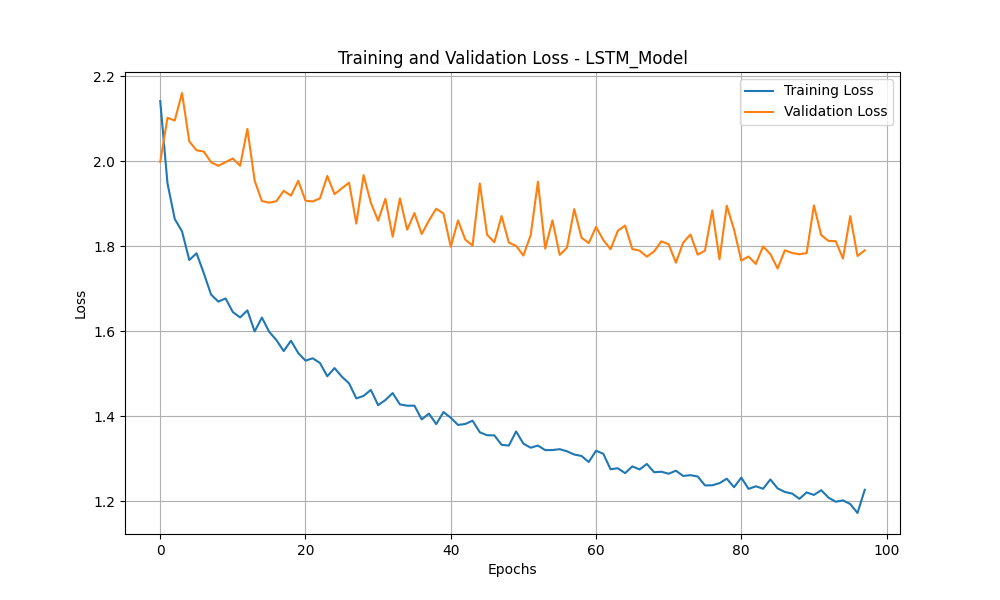 Training and Validation Loss - LSTM_Model
Training Loss
Validation Loss
Loss
2.2
2.0
1.8
1.6
1.4
1.2
0 20 40 60 80 100
Epochs